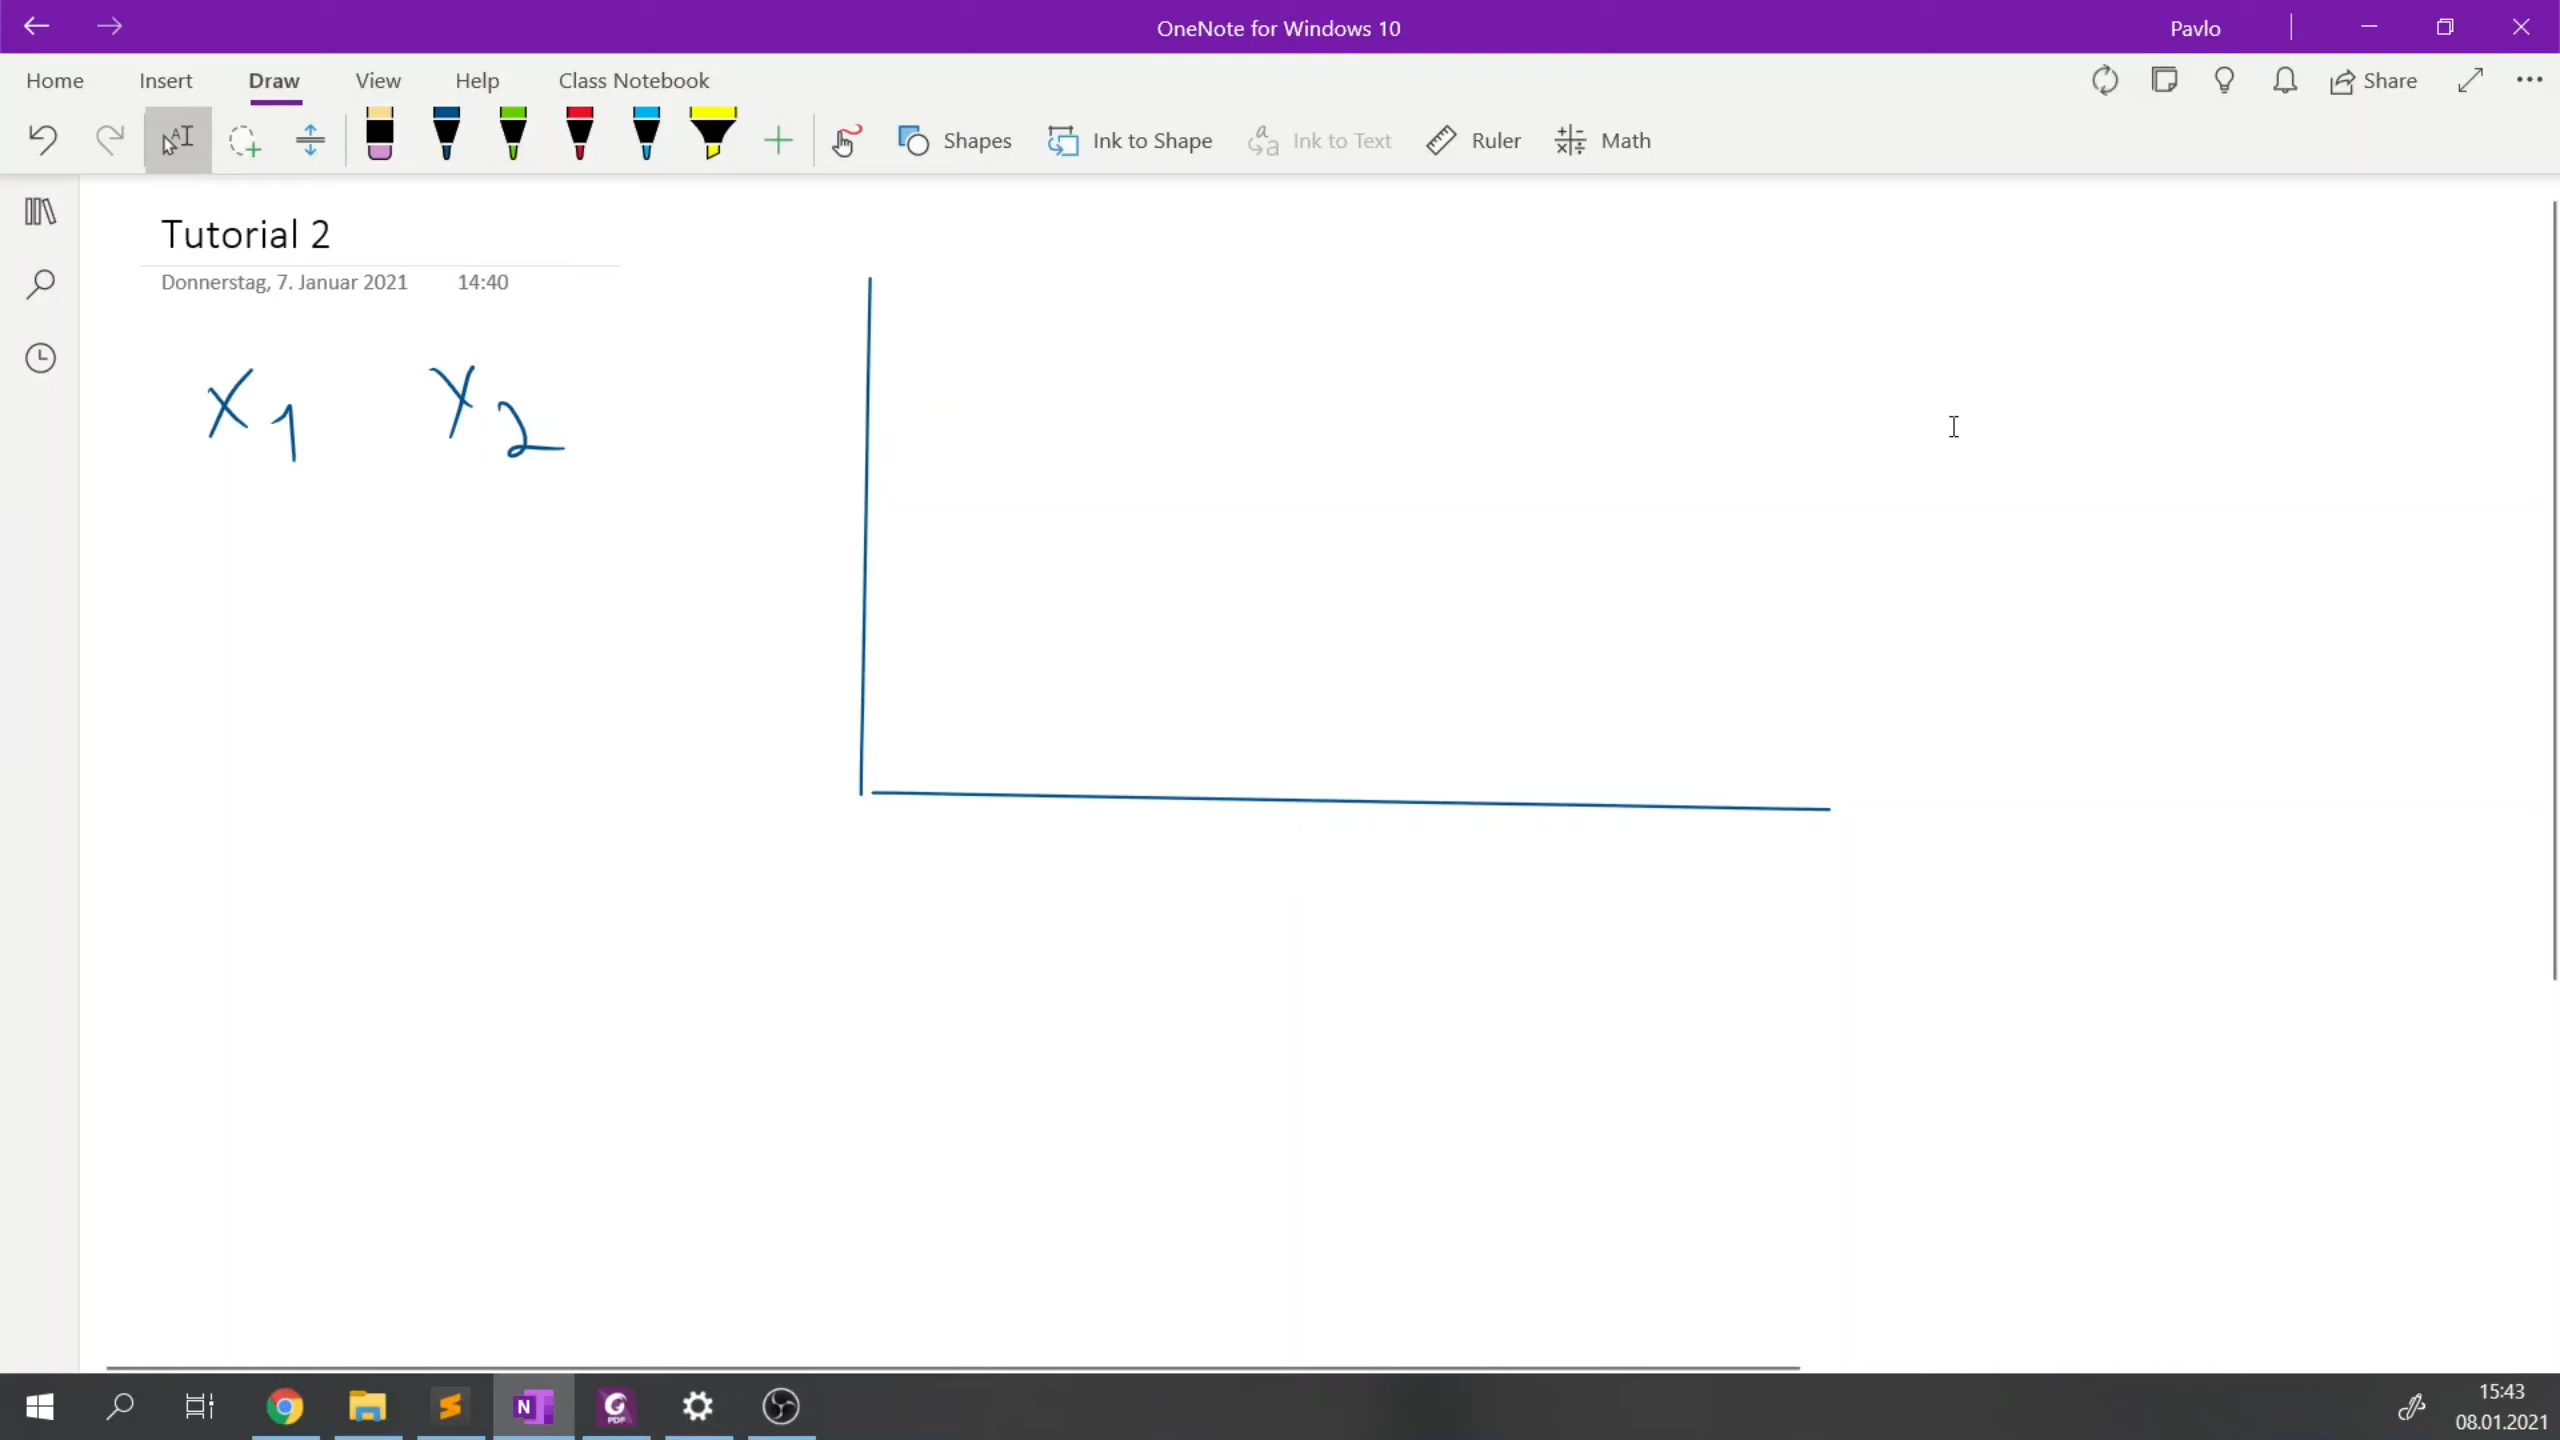 OneNote for Windows 10 Pavlo
Home Insert Draw View Help Class Notebook Share
Shapes Ink to Shape Ink to Text Ruler Math
Tutorial 2
Donnerstag, 7. Januar 2021 14:40
x1 x2
15:43
08.01.2021